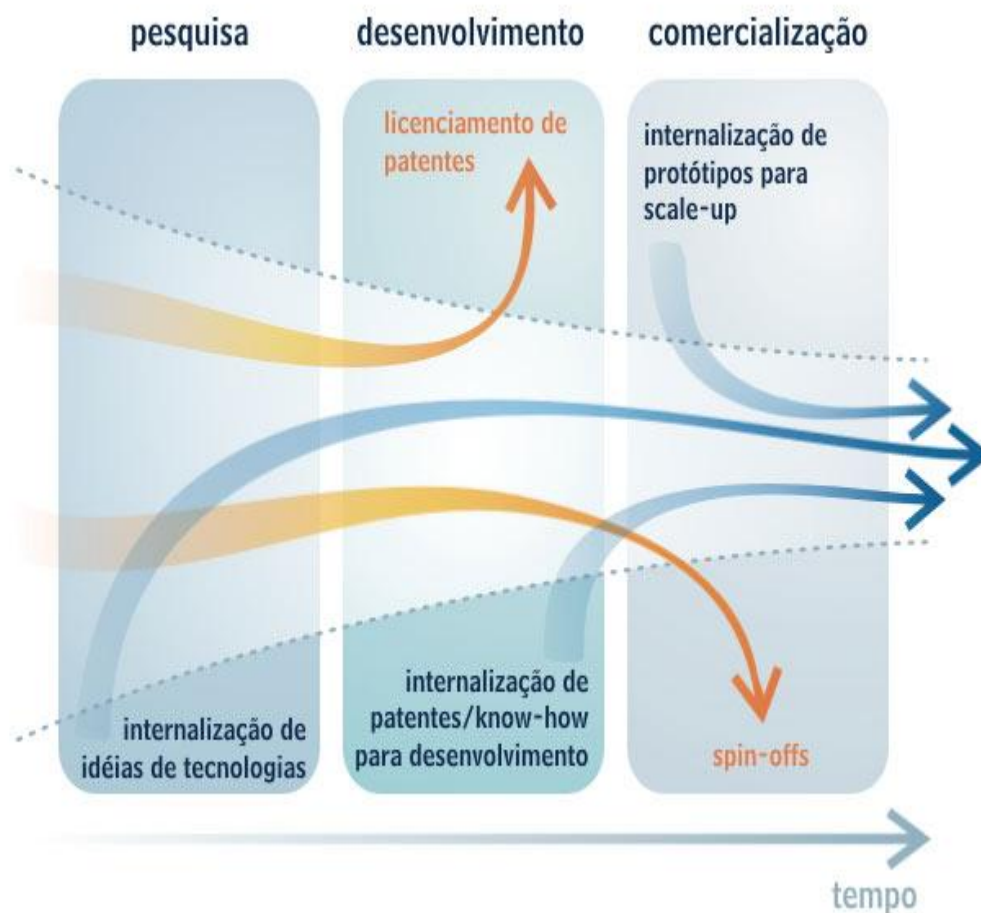 pesquisa
desenvolvimento
comercialização
licenciamento de
patentes
internalização de
protótipos para
scale-up
internalização de
idéias de tecnologias
internalização de
patentes/know-how
para desenvolvimento
spin-offs
tempo